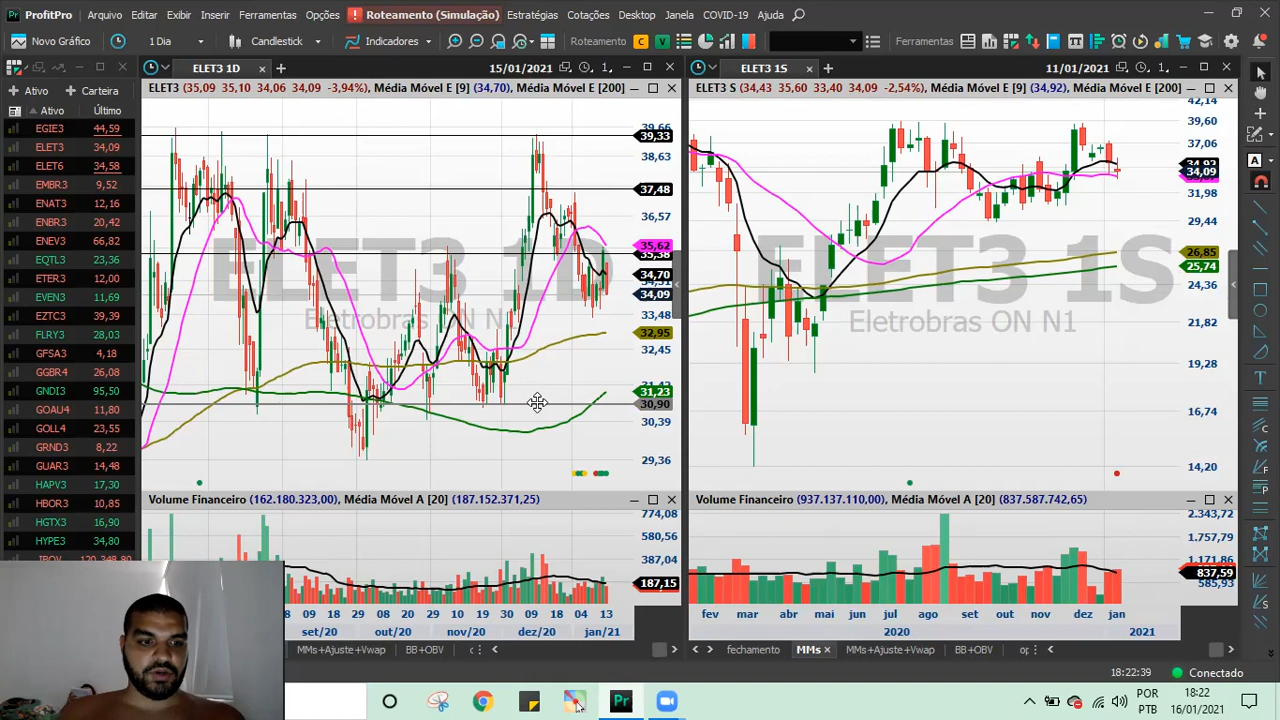 ProfitPro
Arquivo
Exibir
Inserir
Ferramentas
Opções
! Roteamento (Simulação)
Estratégias
Cotações
Desktop
Janela
COVID-19
Ajuda
Novo Gráfico
1 Dia
Candlestick
Indicadores
Roteamento
C
V
Ferramentas
Ativo
Carteira
Ativo Último
EGIE3 44,59
ELET3 34,09
ELET6 34,58
EMBR3 9,52
ENAT3 12,16
ENBR3 20,42
ENEV3 66,82
EQTL3 23,36
ETER3 12,00
EVEN3 11,69
EZTC3 39,39
FLRY3 28,03
GFSA3 4,18
GGBR4 26,08
GNDI3 95,50
GOAU4 11,80
GOLL4 23,55
GRND3 8,22
GUAR3 14,48
HAPV3 17,30
HBOR3 10,85
HGTX3 16,90
HYPE3 34,80
ELET3 1D
15/01/2021
1
ELET3 (35,09 35,10 34,06 34,09 -3,94%), Média Móvel E [9] (34,70), Média Móvel E [200]
39,66
39,33
38,63
37,48
36,57
35,62
35,38
34,70
34,09
33,48
32,95
32,45
31,23
30,90
30,39
29,36
ELET3 1D
Eletrobras ON N
Volume Financeiro (162.180.323,00), Média Móvel A [20] (187.152.371,25)
774,08
580,56
387,04
187,15
8 09 18 01 09 19 28 10 19 30 09 18 04 13
set/20 out/20 nov/20 dez/20 jan/21
MMs+Ajuste+Vwap
BB+OBV
ELET3 1S
11/01/2021
1
ELET3 S (34,43 35,60 33,40 34,09 -2,54%), Média Móvel E [9] (34,92), Média Móvel E [200]
42,14
39,60
37,06
34,92
34,09
31,98
29,44
26,85
25,74
24,36
21,82
19,28
16,74
14,20
ELET3 1S
Eletrobras ON N1
Volume Financeiro (937.137.110,00), Média Móvel A [20] (837.587.742,65)
2.343,72
1.757,79
1.171,86
837,59
585,93
fev mar abr mai jun jul ago set out nov dez jan
2020 2021
fechamento
MMs
MMs+Ajuste+Vwap
BB+OBV
18:22:39
Conectado
POR
PTB
18:22
16/01/2021